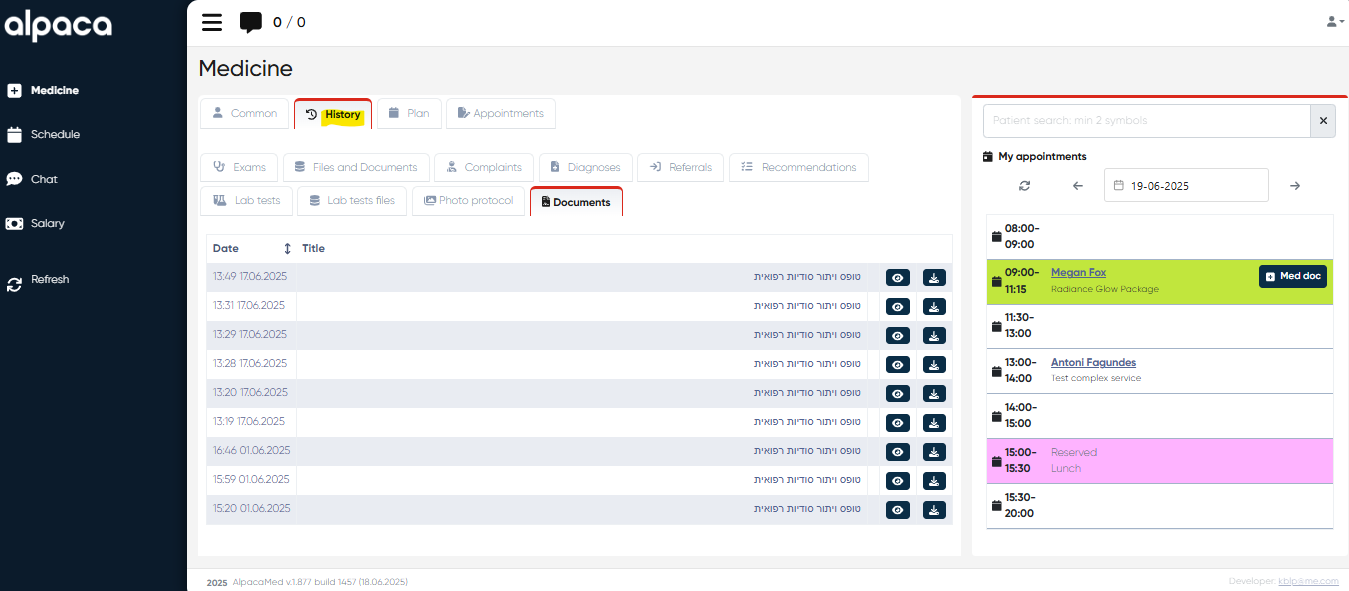 alpaca
0 / 0
Medicine
Schedule
Chat
Salary
Refresh
Medicine
Common
History
Plan
Appointments
Exams
Files and Documents
Complaints
Diagnoses
Referrals
Recommendations
Lab tests
Lab tests files
Photo protocol
Documents
Date Title
13:49 17.06.2025 טופס ויתור סודיות רפואית
13:31 17.06.2025 טופס ויתור סודיות רפואית
13:29 17.06.2025 טופס ויתור סודיות רפואית
13:28 17.06.2025 טופס ויתור סודיות רפואית
13:20 17.06.2025 טופס ויתור סודיות רפואית
13:19 17.06.2025 טופס ויתור סודיות רפואית
16:46 01.06.2025 טופס ויתור סודיות רפואית
15:59 01.06.2025 טופס ויתור סודיות רפואית
15:20 01.06.2025 טופס ויתור סודיות רפואית
Patient search: min 2 symbols
My appointments
19-06-2025
08:00-
09:00
09:00-
11:15
Megan Fox
Radiance Glow Package
Med doc
11:30-
13:00
13:00-
14:00
Antoni Fagundes
Test complex service
14:00-
15:00
15:00-
15:30
Reserved
Lunch
15:30-
20:00
2025 AlpacaMed v.1.877 build 1457 (18.06.2025)
Developer: kblp@me.com